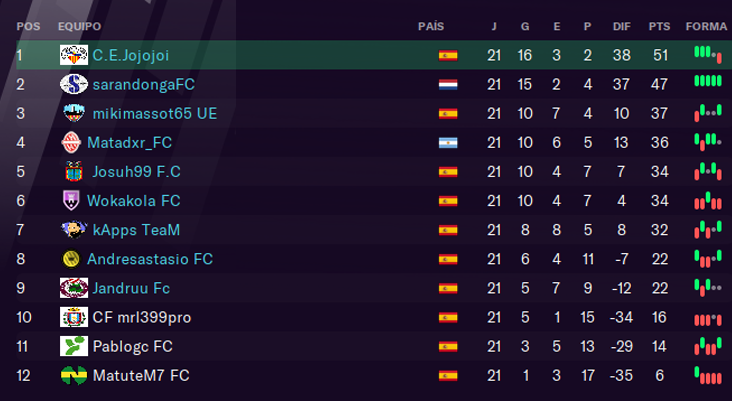 POS EQUIPO PAÍS J G E P DIF PTS FORMA
1 C.E.Jojojoi 21 16 3 2 38 51
2 sarandongaFC 21 15 2 4 37 47
3 mikimassot65 UE 21 10 7 4 10 37
4 Matadxr_FC 21 10 6 5 13 36
5 Josuh99 F.C 21 10 4 7 7 34
6 Wokakola FC 21 10 4 7 4 34
7 kApps TeaM 21 8 8 5 8 32
8 Andresastasio FC 21 6 4 11 -7 22
9 Jandruu Fc 21 5 7 9 -12 22
10 CF mrl399pro 21 5 1 15 -34 16
11 Pablogc FC 21 3 5 13 -29 14
12 MatuteM7 FC 21 1 3 17 -35 6